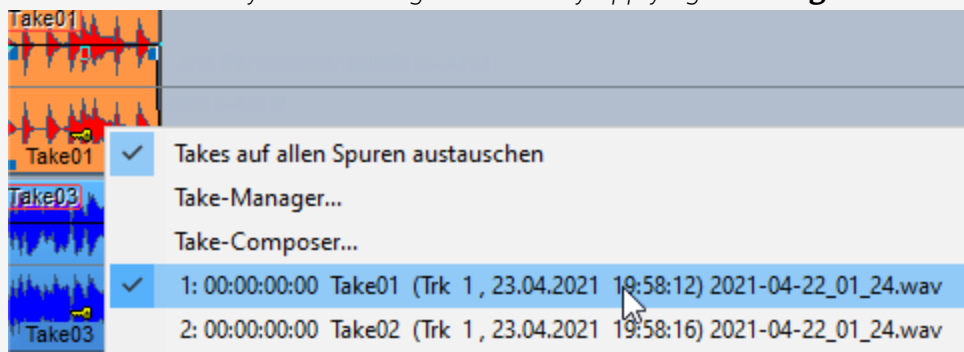 Take01
Take01
Takes auf allen Spuren austauschen
Take03
Take-Manager...
Take-Composer...
1: 00:00:00:00 Take01 (Trk 1 , 23.04.2021 19:58:12) 2021-04-22_01_24.wav
Take03
2: 00:00:00:00 Take02 (Trk 1 , 23.04.2021 19:58:16) 2021-04-22_01_24.wav